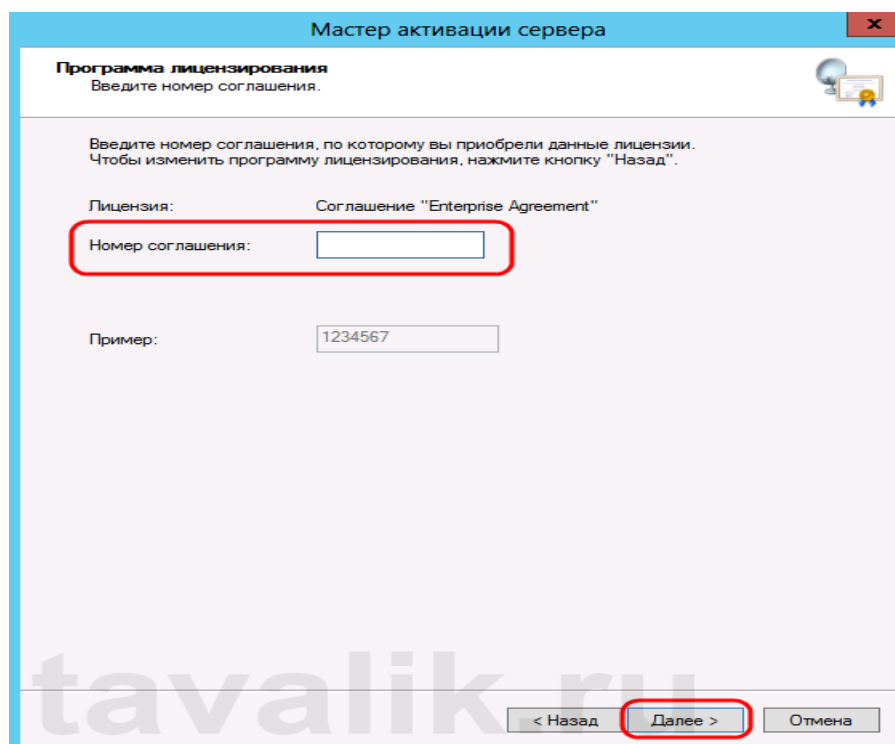 Мастер активации сервера
x
Программа лицензирования
Введите номер соглашения.
Введите номер соглашения, по которому вы приобрели данные лицензии.
Чтобы изменить программу лицензирования, нажмите кнопку "Назад".
Лицензия: Соглашение "Enterprise Agreement"
Номер соглашения:
Пример: 1234567
tavalik.ru
< Назад Далее > Отмена